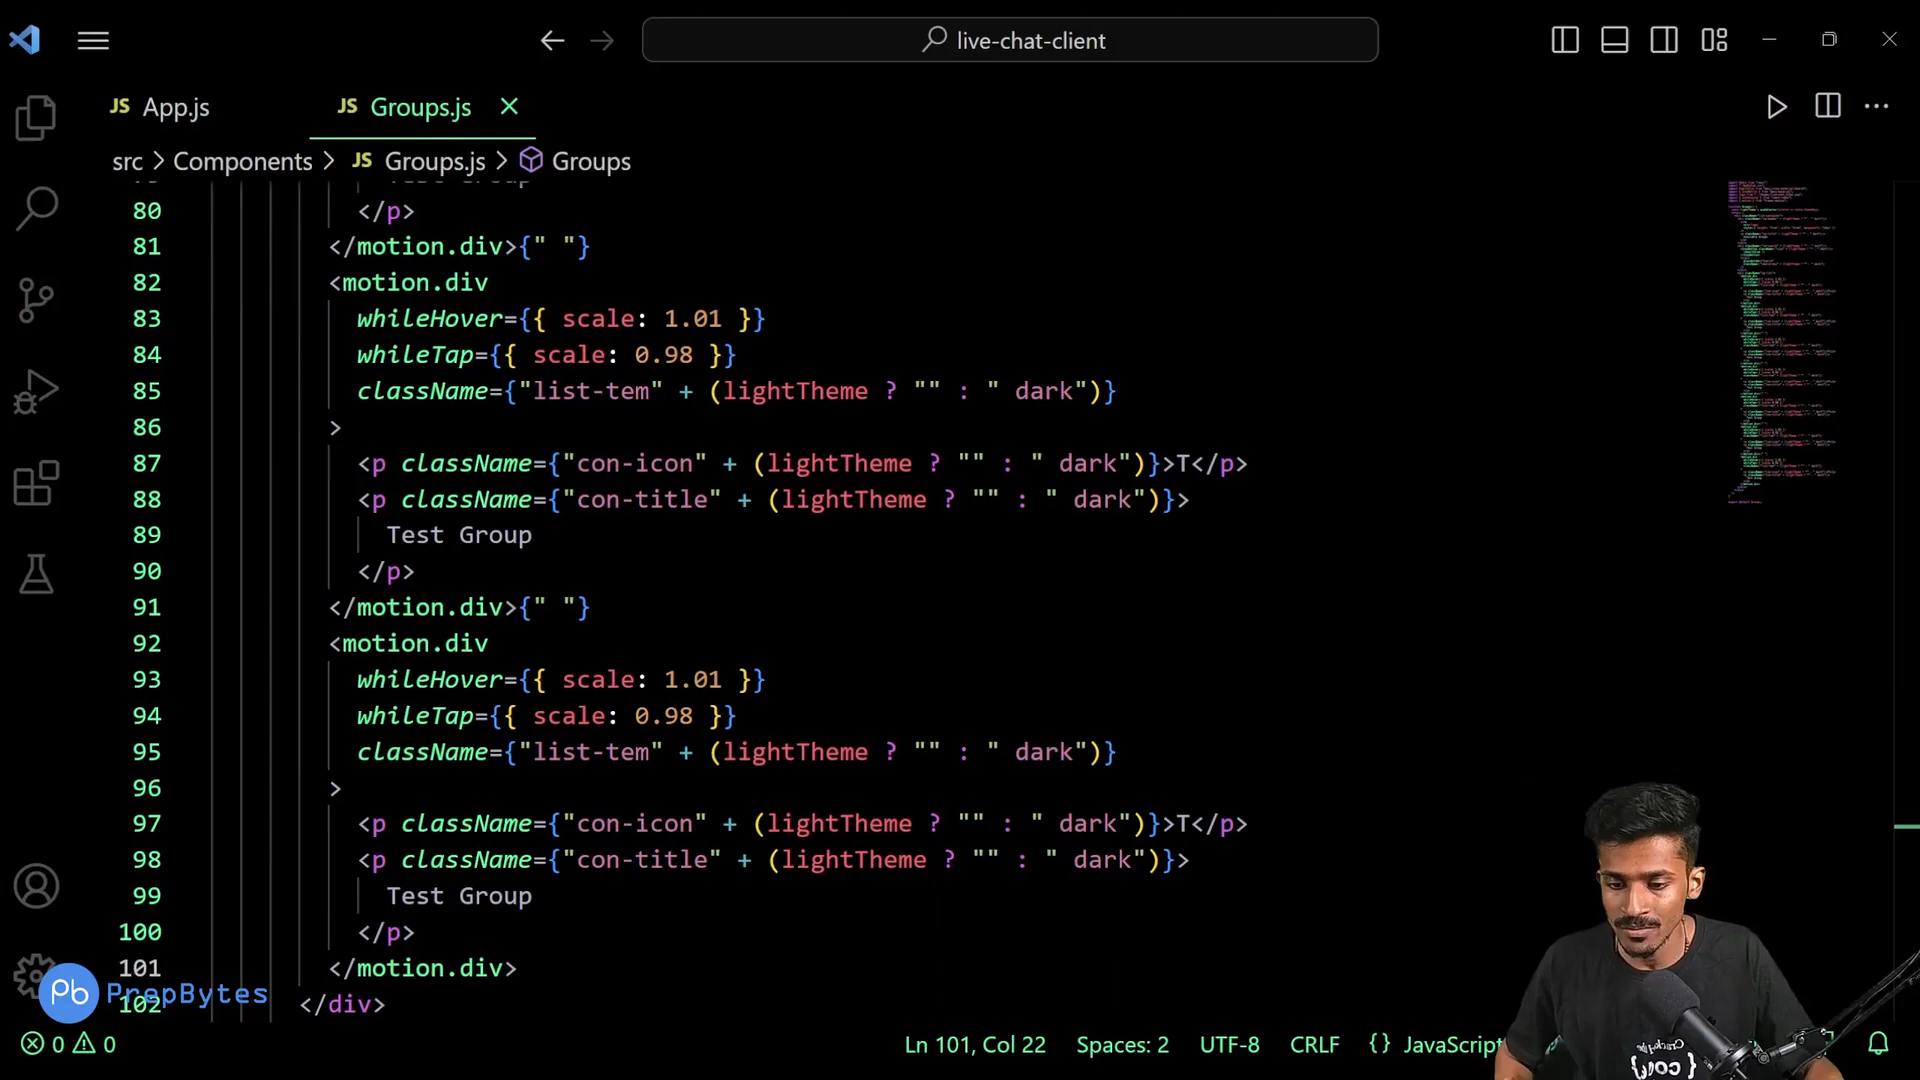 live-chat-client
JS App.js
JS Groups.js
src > Components > JS Groups.js > Groups
80 </p>
81 </motion.div>{" "}
82 <motion.div
83 whileHover={{ scale: 1.01 }}
84 whileTap={{ scale: 0.98 }}
85 className={"list-tem" + (lightTheme ? "" : " dark")}
86 >
87 <p className={"con-icon" + (lightTheme ? "" : " dark")}>T</p>
88 <p className={"con-title" + (lightTheme ? "" : " dark")}>
89 Test Group
90 </p>
91 </motion.div>{" "}
92 <motion.div
93 whileHover={{ scale: 1.01 }}
94 whileTap={{ scale: 0.98 }}
95 className={"list-tem" + (lightTheme ? "" : " dark")}
96 >
97 <p className={"con-icon" + (lightTheme ? "" : " dark")}>T</p>
98 <p className={"con-title" + (lightTheme ? "" : " dark")}>
99 Test Group
100 </p>
101 </motion.div>
102 </div>
Pb PrepBytes
0 0
Ln 101, Col 22 Spaces: 2 UTF-8 CRLF {} JavaScript